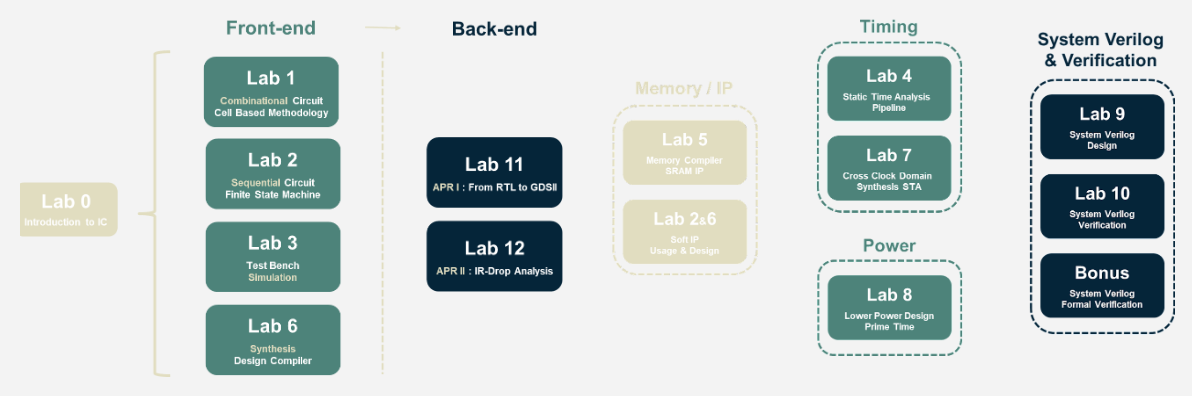 Lab 0
Introduction to IC
Front-end
Lab 1
Combinational Circuit
Cell Based Methodology
Lab 2
Sequential Circuit
Finite State Machine
Lab 3
Test Bench
Simulation
Lab 6
Synthesis
Design Compiler
Back-end
Lab 11
APR I : From RTL to GDSII
Lab 12
APR II : IR-Drop Analysis
Memory / IP
Lab 5
Memory Compiler
SRAM IP
Lab 2&6
Soft IP
Usage & Design
Timing
Lab 4
Static Time Analysis
Pipeline
Lab 7
Cross Clock Domain
Synthesis STA
Power
Lab 8
Lower Power Design
Prime Time
System Verilog
& Verification
Lab 9
System Verilog
Design
Lab 10
System Verilog
Verification
Bonus
System Verilog
Formal Verification